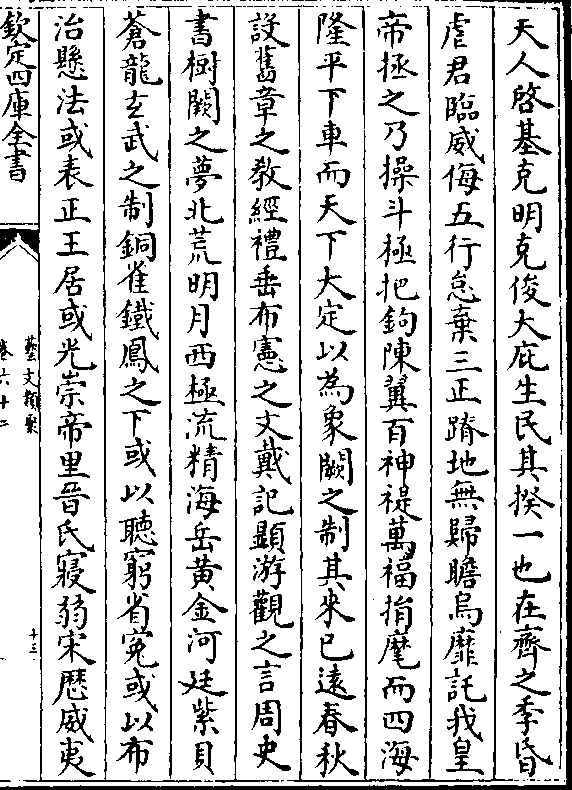 天人啓基克明克俊大庇生民其揆一也在齊之季昏
虐君臨威侮五行怠棄三正蹐地無歸瞻烏靡託我皇
帝拯之乃操斗極把鉤陳翼百神禔萬福指麾而四海
隆平下車而天下大定以為象闕之制其來已遠春秋
設舊章之教經禮垂布憲之文戴記顯游觀之言周史
書樹闕之夢北荒明月西極流精海岳黄金河廷紫貝
蒼龍玄武之制銅雀鐵鳳之下或以聽窮省寃或以布
治懸法或表正王居或光崇帝里晉氏寖弱宋歷威夷
欽定四庫全書
藝文類聚
卷六十二
十三